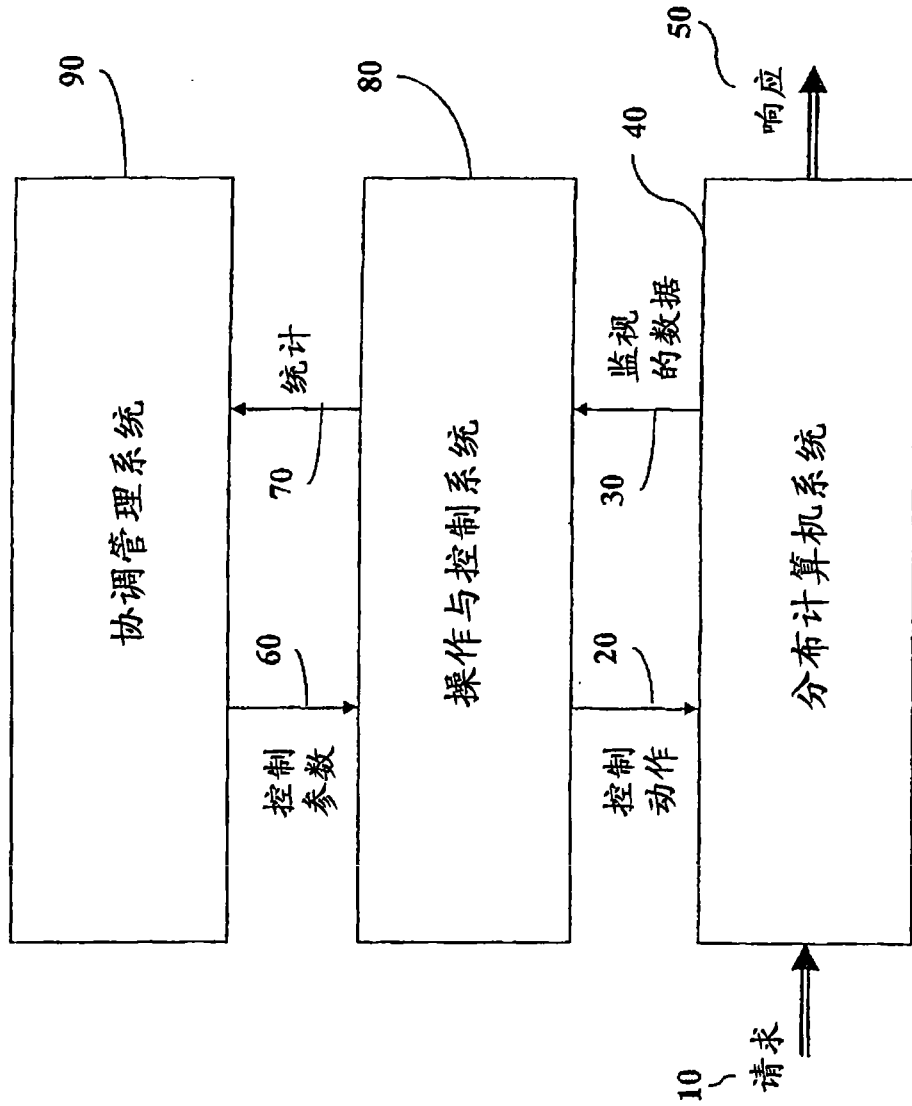 90
协调管理系统
控制
参数
60
70
统计
80
操作与控制系统
控制
动作
20
30
监视
的数据
40
10
请求
分布计算机系统
50
响应